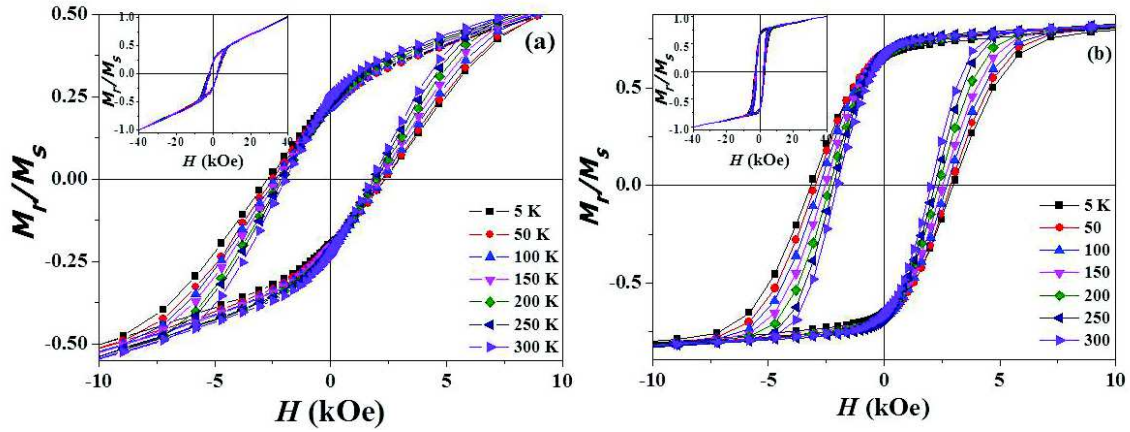 (a)
M_r/M_s
0.50
0.25
0.00
-0.25
-0.50
-10 -5 0 5 10
H (kOe)
5 K
50 K
100 K
150 K
200 K
250 K
300 K
M_r/M_s
1.0
0.5
0.0
-0.5
-1.0
-40 -20 0 20 40
H (kOe)
(b)
M_r/M_s
0.5
0.0
-0.5
-10 -5 0 5 10
H (kOe)
5 K
50
100
150
200
250
300
M_r/M_s
1.0
0.5
0.0
-0.5
-1.0
-40 0 40
H (kOe)